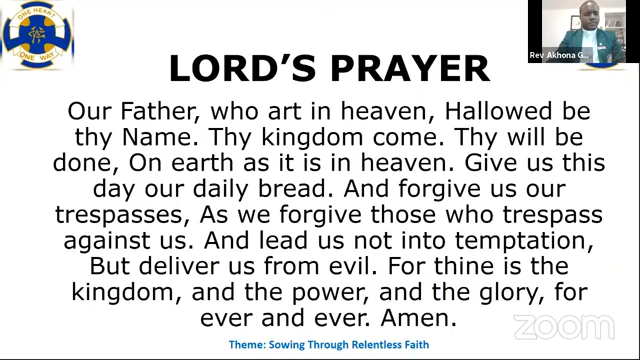 ONE HEART
ONE WAY
Rev Akhona G...
LORD'S PRAYER
Our Father, who art in heaven, Hallowed be
thy Name. Thy kingdom come. Thy will be
done, On earth as it is in heaven. Give us this
day our daily bread. And forgive us our
trespasses, As we forgive those who trespass
against us. And lead us not into temptation,
But deliver us from evil. For thine is the
kingdom, and the power, and the glory, for
ever and ever. Amen.
zoom
Theme: Sowing Through Relentless Faith